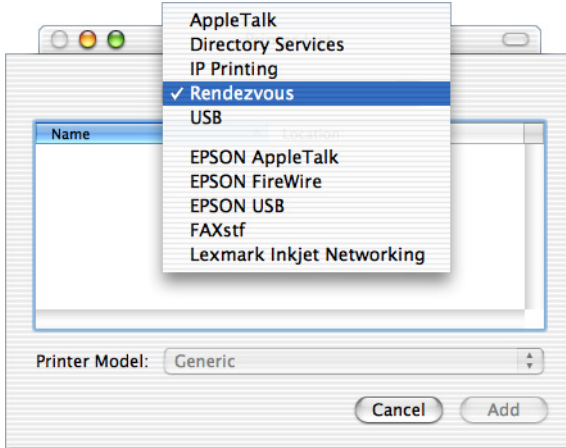 AppleTalk
Directory Services
IP Printing
✓ Rendezvous
USB
EPSON AppleTalk
EPSON FireWire
EPSON USB
FAXstf
Lexmark Inkjet Networking
Name Location
Printer Model: Generic
Cancel Add